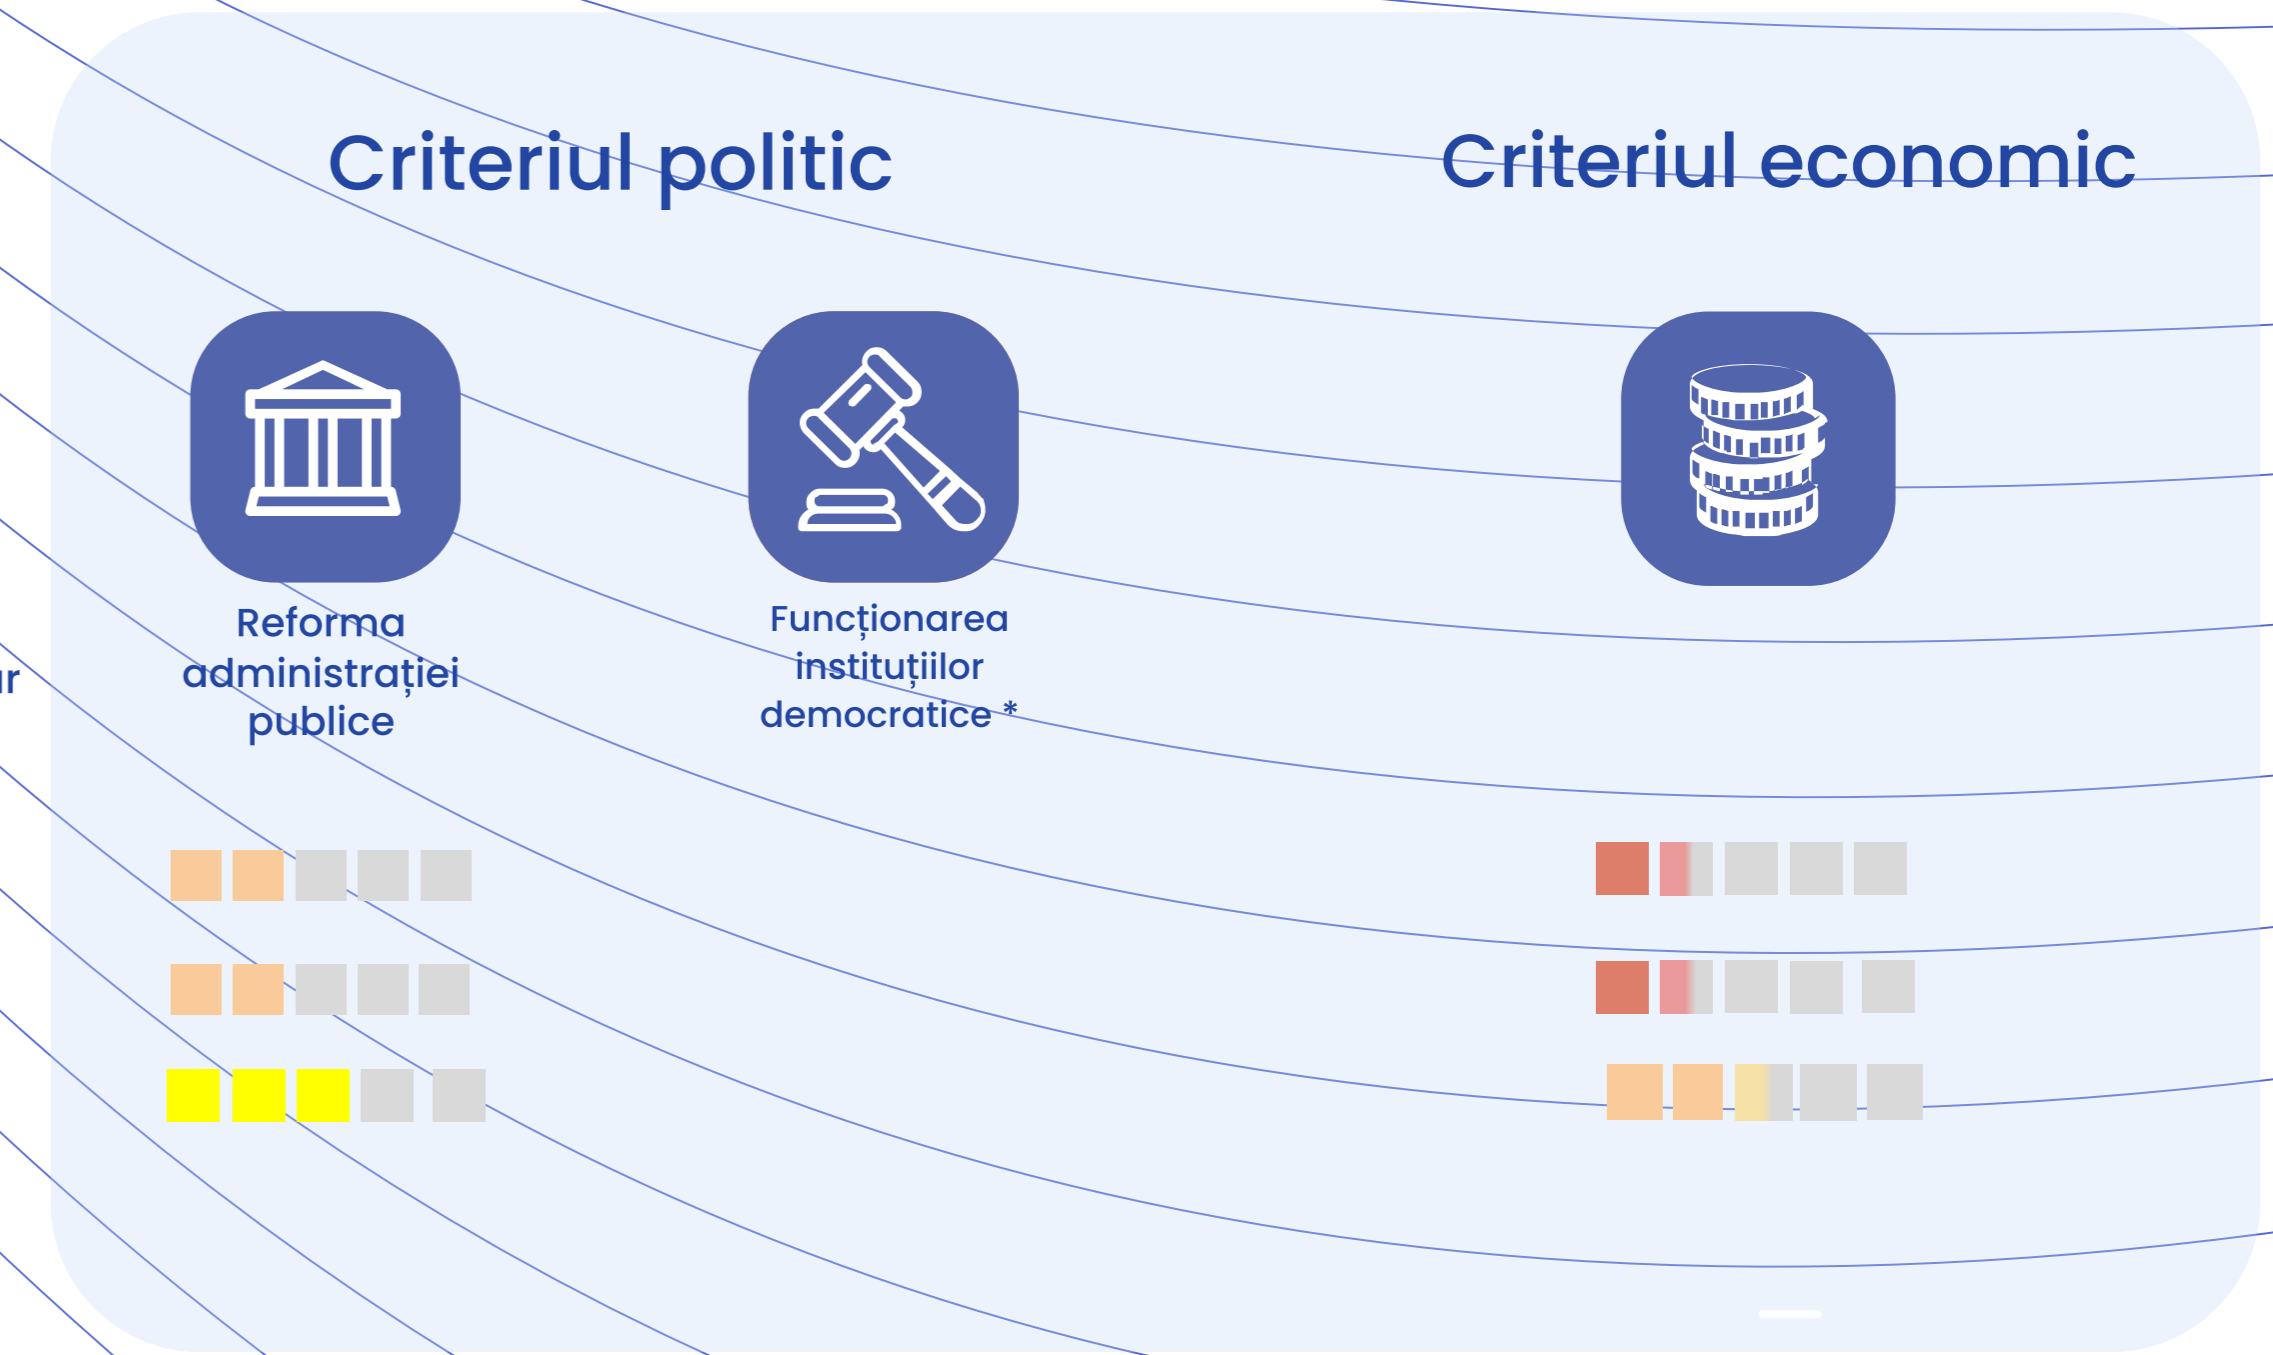 Criteriul politic
Criteriul economic
Reforma
administrației
publice
Funcționarea
instituțiilor
democratice *